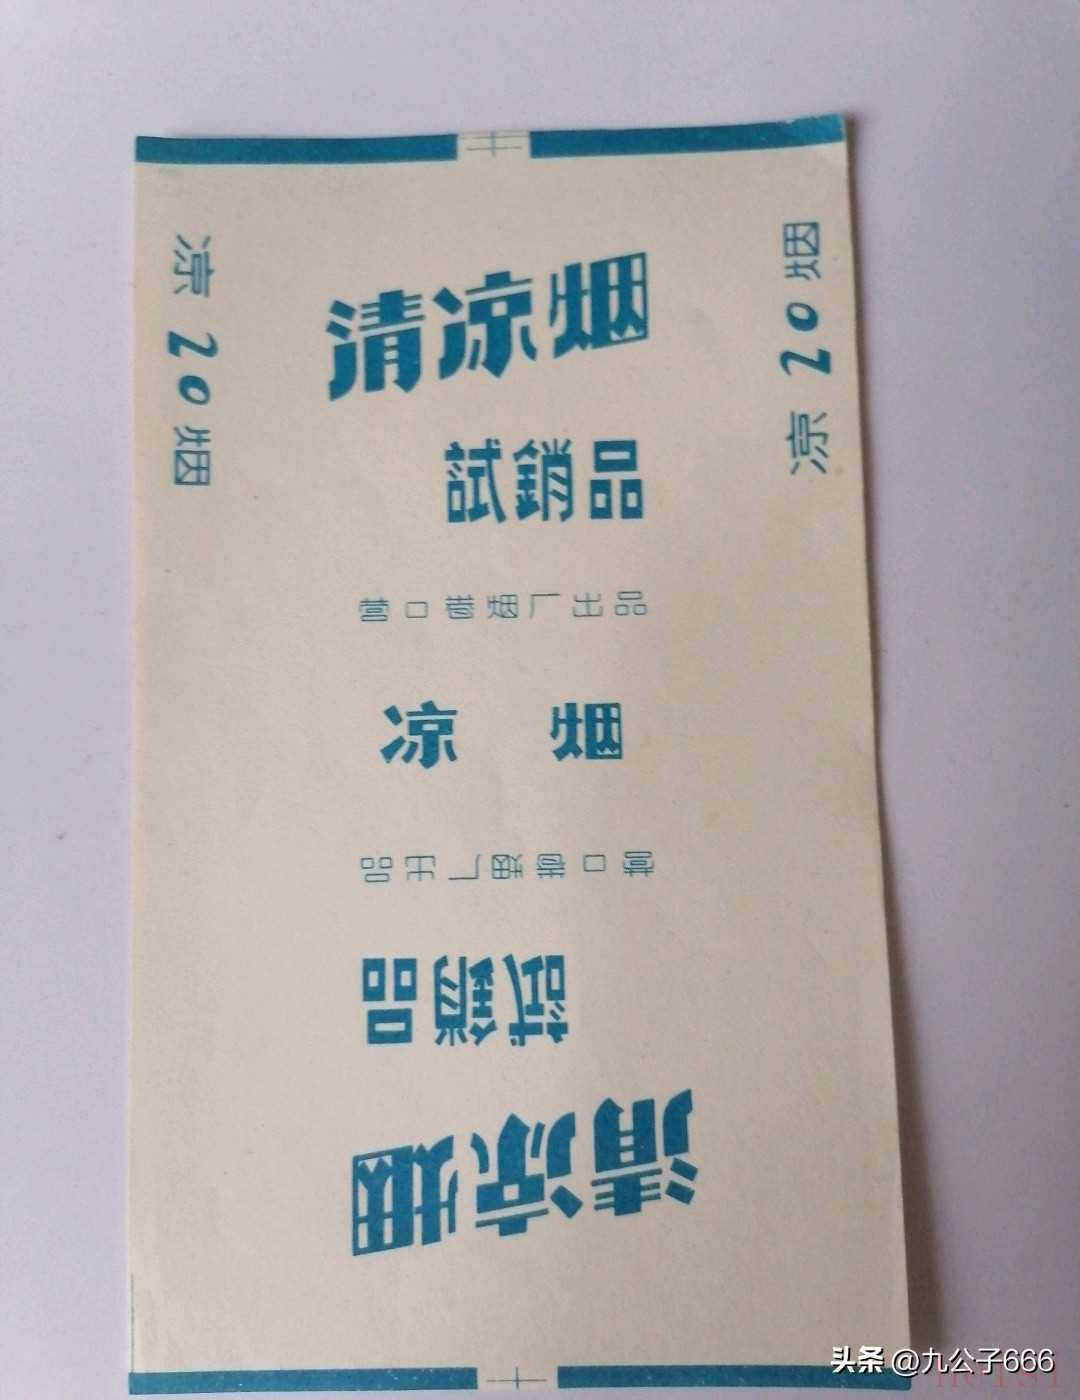 清凉烟
試銷品
营口卷烟厂出品
凉 烟
营口卷烟厂出品
試銷品
清凉烟
凉 20 烟
凉 20 烟
头条 @九公子666